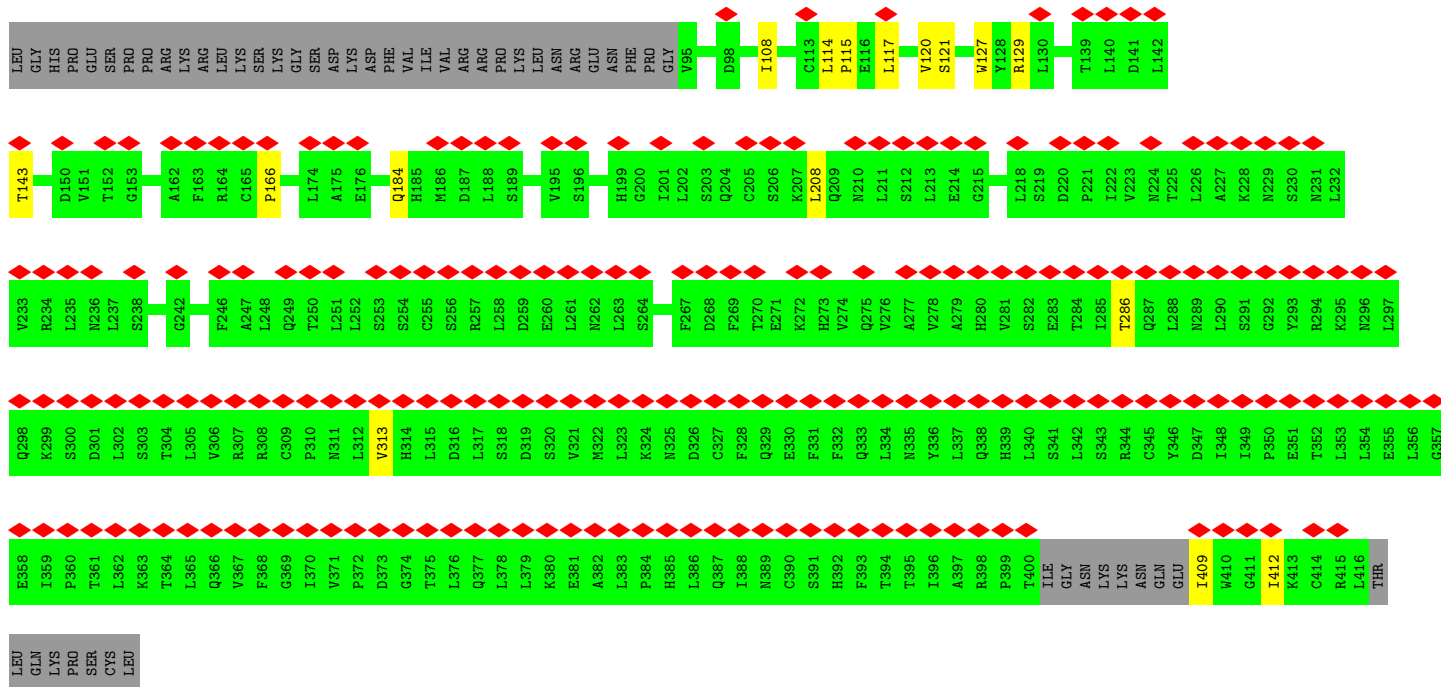 LEU GLY HIS PRO GLU SER PRO PRO ARG LYS ARG LEU LYS SER LYS GLY SER ASP LYS ASP PHE VAL ILE VAL ARG ARG PRO LYS LEU ASN ARG GLU ASN PHE PRO GLY V95 D98 I108 C113 L114 P115 E116 L117 V120 S121 W127 Y128 R129 L130 T139 L140 D141 L142
T143 D150 V151 T152 G153 A162 F163 R164 C165 P166 L174 A175 E176 Q184 H185 M186 D187 L188 S189 V195 S196 H199 G200 I201 L202 S203 Q204 C205 S206 K207 L208 Q209 N210 L211 S212 L213 E214 G215 L218 S219 D220 P221 I222 V223 N224 T225 L226 A227 K228 N229 S230 N231 L232
V233 R234 L235 N236 L237 S238 G242 F246 A247 L248 Q249 T250 L251 L252 S253 S254 C255 S256 R257 L258 D259 E260 L261 N262 L263 S264 F267 D268 F269 T270 E271 K272 H273 V274 Q275 V276 A277 V278 A279 H280 V281 S282 E283 T284 I285 T286 Q287 L288 N289 L290 S291 G292 Y293 R294 K295 N296 L297
Q298 K299 S300 D301 L302 S303 T304 L305 V306 R307 R308 C309 P310 N311 L312 V313 H314 L315 D316 L317 S318 D319 S320 V321 M322 L323 K324 N325 D326 C327 F328 Q329 E330 F331 F332 Q333 L334 N335 Y336 L337 Q338 H339 L340 S341 L342 S343 R344 C345 Y346 D347 I348 I349 P350 E351 T352 L353 L354 E355 L356 G357
E358 I359 P360 T361 L362 K363 T364 L365 Q366 V367 F368 G369 I370 V371 P372 D373 G374 T375 L376 Q377 L378 L379 K380 E381 A382 L383 P384 H385 L386 Q387 I388 N389 C390 S391 H392 F393 T394 T395 I396 A397 R398 P399 T400 ILE GLY ASN LYS LYS ASN GLN GLU I409 W410 G411 I412 K413 C414 R415 L416 THR
LEU GLN LYS PRO SER CYS LEU